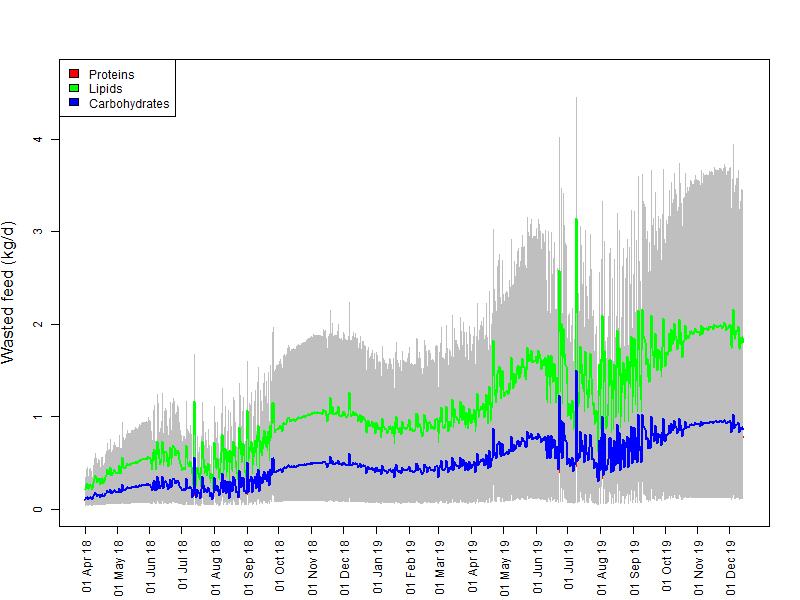 Proteins
Lipids
Carbohydrates
Wasted feed (kg/d)
4
3
2
1
0
01 Apr 18
01 May 18
01 Jun 18
01 Jul 18
01 Aug 18
01 Sep 18
01 Oct 18
01 Nov 18
01 Dec 18
01 Jan 19
01 Feb 19
01 Mar 19
01 Apr 19
01 May 19
01 Jun 19
01 Jul 19
01 Aug 19
01 Sep 19
01 Oct 19
01 Nov 19
01 Dec 19